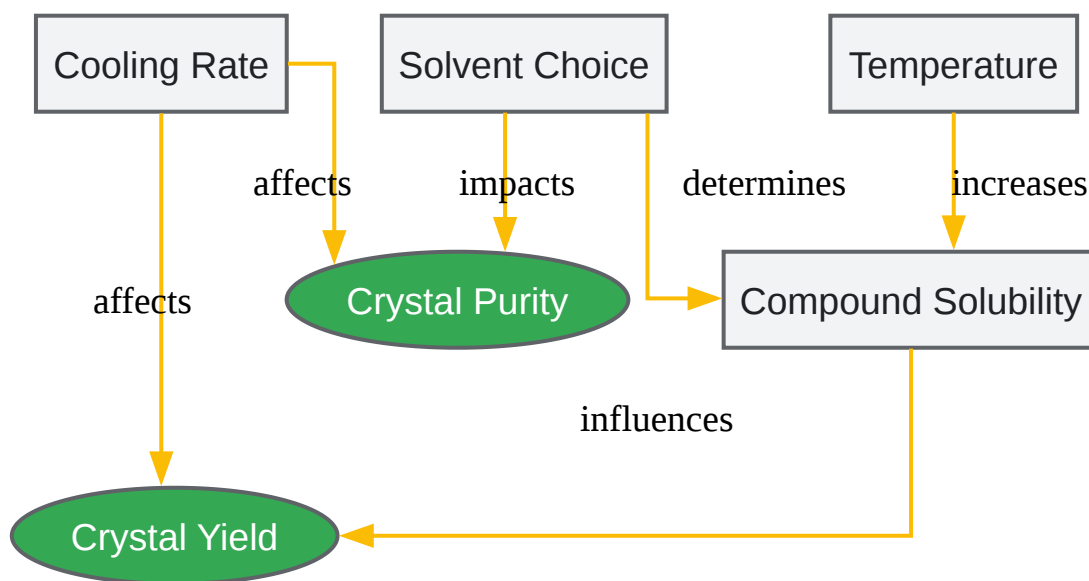 Cooling Rate
Solvent Choice
Temperature
affects
impacts
determines
increases
Crystal Purity
Compound Solubility
affects
influences
Crystal Yield